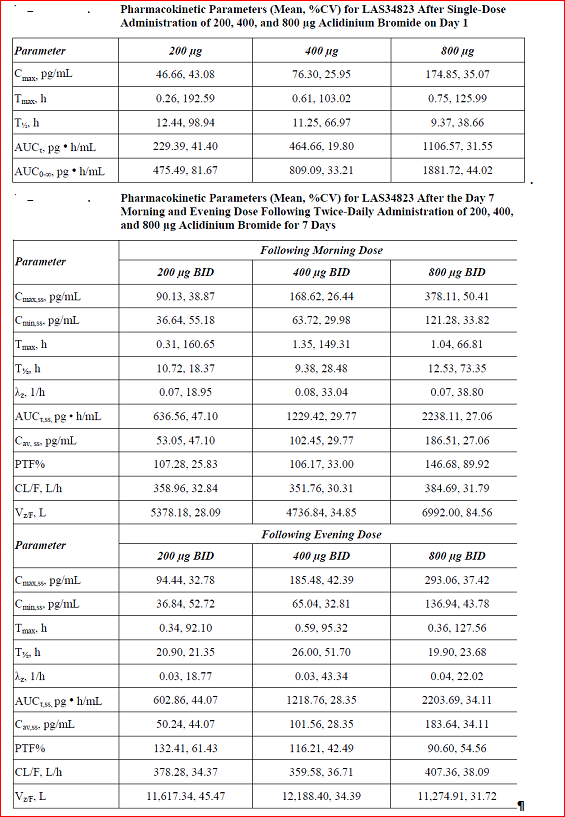 Pharmacokinetic Parameters (Mean, %CV) for LAS34823 After Single-Dose
Administration of 200, 400, and 800 µg Aclidinium Bromide on Day 1
Parameter 200 µg 400 µg 800 µg
Cmax, pg/mL 46.66, 43.08 76.30, 25.95 174.85, 35.07
Tmax, h 0.26, 192.59 0.61, 103.02 0.75, 125.99
T½, h 12.44, 98.94 11.25, 66.97 9.37, 38.66
AUCτ, pg • h/mL 229.39, 41.40 464.66, 19.80 1106.57, 31.55
AUC0-∞, pg • h/mL 475.49, 81.67 809.09, 33.21 1881.72, 44.02
Pharmacokinetic Parameters (Mean, %CV) for LAS34823 After the Day 7
Morning and Evening Dose Following Twice-Daily Administration of 200, 400,
and 800 µg Aclidinium Bromide for 7 Days
Parameter Following Morning Dose
200 µg BID 400 µg BID 800 µg BID
Cmax,ss, pg/mL 90.13, 38.87 168.62, 26.44 378.11, 50.41
Cmin,ss, pg/mL 36.64, 55.18 63.72, 29.98 121.28, 33.82
Tmax, h 0.31, 160.65 1.35, 149.31 1.04, 66.81
T½, h 10.72, 18.37 9.38, 28.48 12.53, 73.35
λz, 1/h 0.07, 18.95 0.08, 33.04 0.07, 38.80
AUCτ,ss, pg • h/mL 636.56, 47.10 1229.42, 29.77 2238.11, 27.06
Cav, ss, pg/mL 53.05, 47.10 102.45, 29.77 186.51, 27.06
PTF% 107.28, 25.83 106.17, 33.00 146.68, 89.92
CL/F, L/h 358.96, 32.84 351.76, 30.31 384.69, 31.79
Vz/F, L 5378.18, 28.09 4736.84, 34.85 6992.00, 84.56
Parameter Following Evening Dose
200 µg BID 400 µg BID 800 µg BID
Cmax,ss, pg/mL 94.44, 32.78 185.48, 42.39 293.06, 37.42
Cmin,ss, pg/mL 36.84, 52.72 65.04, 32.81 136.94, 43.78
Tmax, h 0.34, 92.10 0.59, 95.32 0.36, 127.56
T½, h 20.90, 21.35 26.00, 51.70 19.90, 23.68
λz, 1/h 0.03, 18.77 0.03, 43.34 0.04, 22.02
AUCτ,ss, pg • h/mL 602.86, 44.07 1218.76, 28.35 2203.69, 34.11
Cav,ss, pg/mL 50.24, 44.07 101.56, 28.35 183.64, 34.11
PTF% 132.41, 61.43 116.21, 42.49 90.60, 54.56
CL/F, L/h 378.28, 34.37 359.58, 36.71 407.36, 38.09
Vz/F, L 11,617.34, 45.47 12,188.40, 34.39 11,274.91, 31.72
¶